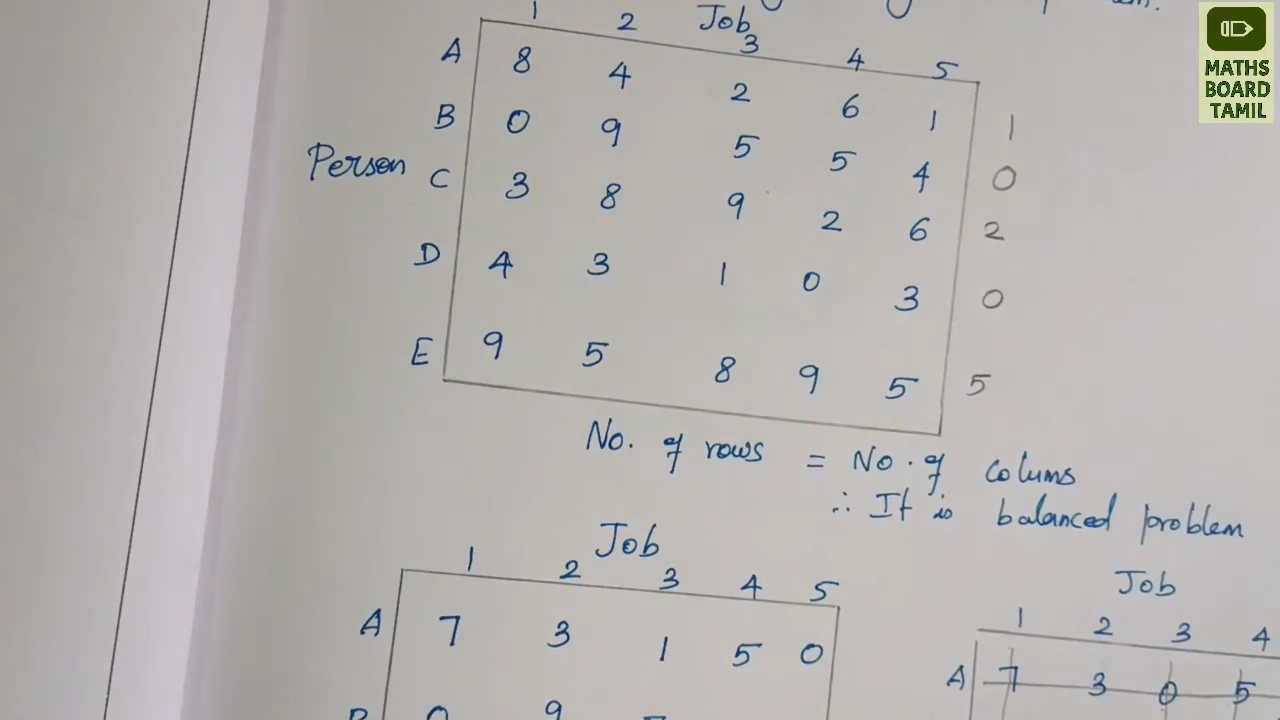 Job
1 2 3 4 5
A 8 4 2 6 1 1
B 0 9 5 5 4 0
Person
C 3 8 9 2 6 2
D 4 3 1 0 3 0
E 9 5 8 9 5 5
No. of rows = No. of colums
∴ It is balanced problem
Job
1 2 3 4 5
A 7 3 1 5 0
Job
1 2 3 4
A 7 3 0 5
MATHS
BOARD
TAMIL